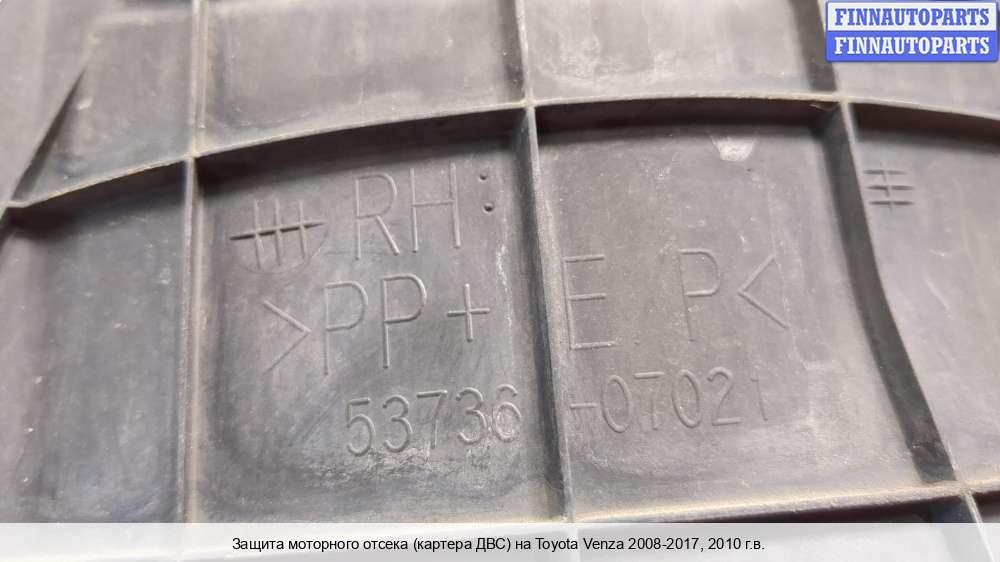 FINNAUTOPARTS
FINNAUTOPARTS
RH:
>PP+E.P<
53736-07021
Защита моторного отсека (картера ДВС) на Toyota Venza 2008-2017, 2010 г.в.